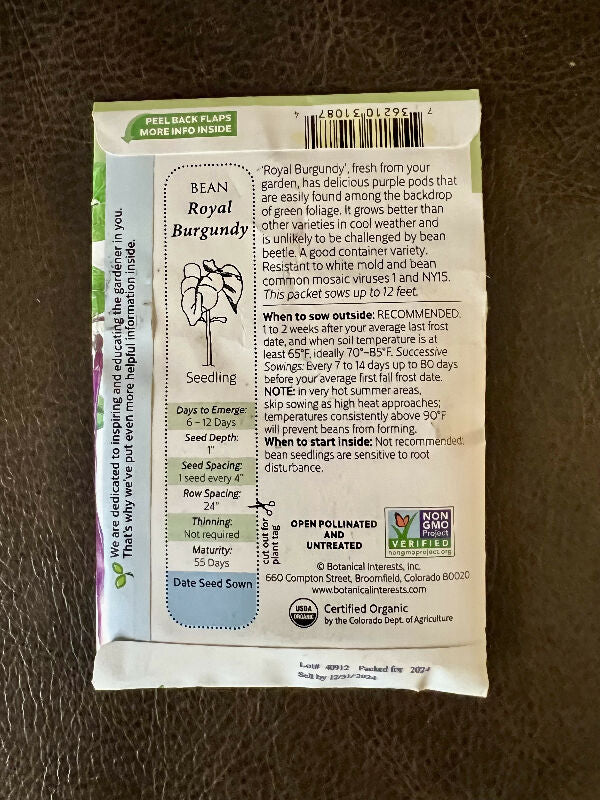 PEEL BACK FLAPS
MORE INFO INSIDE
7 36210 31087 4
We are dedicated to inspiring and educating the gardener in you.
That's why we've put even more helpful information inside.
BEAN
Royal
Burgundy
Seedling
Days to Emerge:
6 – 12 Days
Seed Depth:
1"
Seed Spacing:
1 seed every 4"
Row Spacing:
24"
Thinning:
Not required
Maturity:
55 Days
Date Seed Sown
cut out for
plant tag
'Royal Burgundy', fresh from your
garden, has delicious purple pods that
are easily found among the backdrop
of green foliage. It grows better than
other varieties in cool weather and
is unlikely to be challenged by bean
beetle. A good container variety.
Resistant to white mold and bean
common mosaic viruses 1 and NY15.
This packet sows up to 12 feet.
When to sow outside: RECOMMENDED.
1 to 2 weeks after your average last frost
date, and when soil temperature is at
least 65°F, ideally 70°–85°F. Successive
Sowings: Every 7 to 14 days up to 80 days
before your average first fall frost date.
NOTE: in very hot summer areas,
skip sowing as high heat approaches;
temperatures consistently above 90°F
will prevent beans from forming.
When to start inside: Not recommended;
bean seedlings are sensitive to root
disturbance.
OPEN POLLINATED
AND
UNTREATED
NON
GMO
Project
VERIFIED
nongmoproject.org
© Botanical Interests, Inc.
660 Compton Street, Broomfield, Colorado 80020
www.botanicalinterests.com
USDA
ORGANIC
Certified Organic
by the Colorado Dept. of Agriculture
Lot# 40912 Packed for 2024
Sell by 12/31/2024